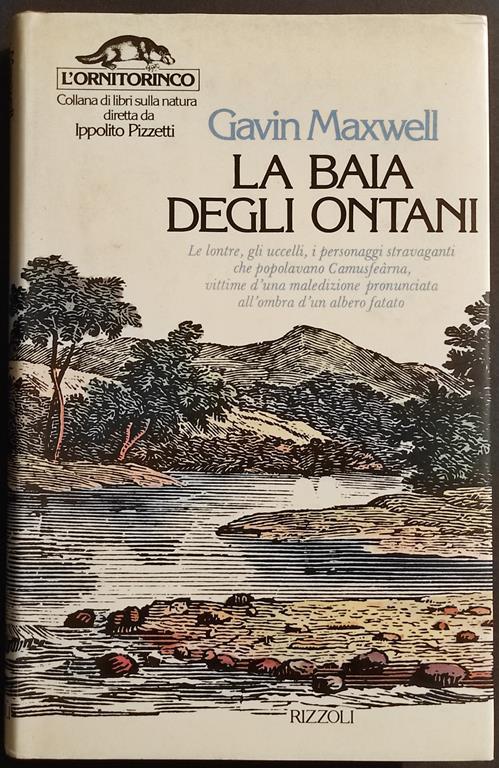 L'ORNITORINCO
Collana di libri sulla natura
diretta da
Ippolito Pizzetti
Gavin Maxwell
LA BAIA
DEGLI ONTANI
Le lontre, gli uccelli, i personaggi stravaganti
che popolavano Camusfeàrna,
vittime d'una maledizione pronunciata
all'ombra d'un albero fatato
RIZZOLI